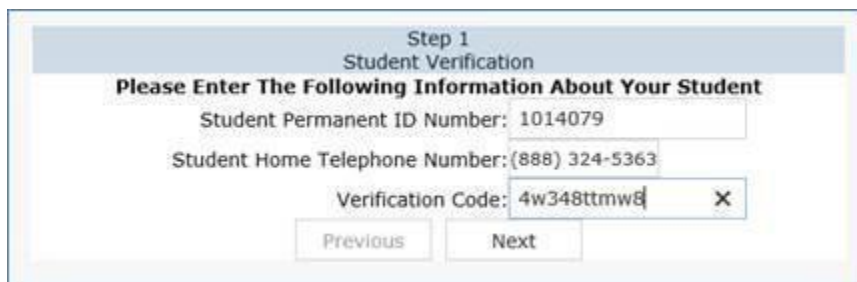 Step 1
Student Verification
Please Enter The Following Information About Your Student
Student Permanent ID Number: 1014079
Student Home Telephone Number: (888) 324-5363
Verification Code: 4w348ttmw8
Previous Next